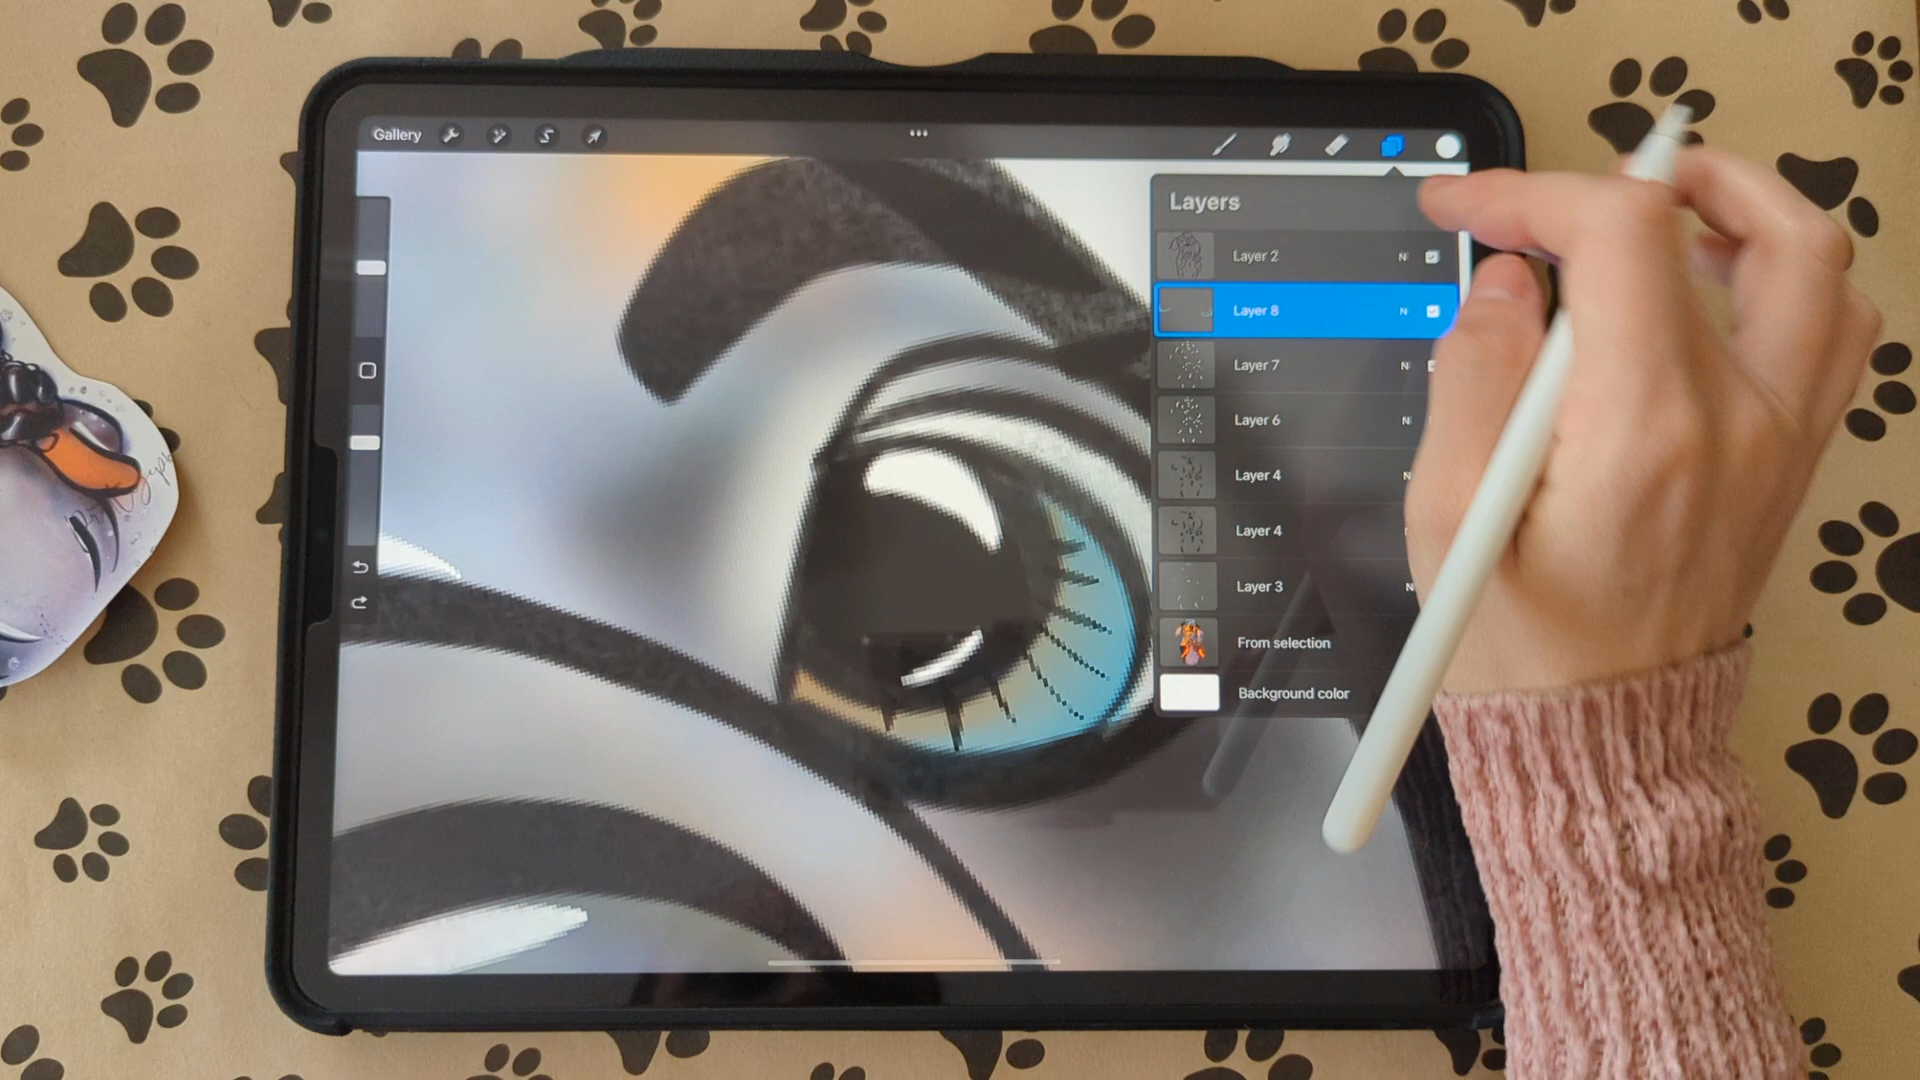 Gallery
Layers
Layer 2 N
Layer 8 N
Layer 7 N
Layer 6 N
Layer 4 N
Layer 4
Layer 3 N
From selection
Background color